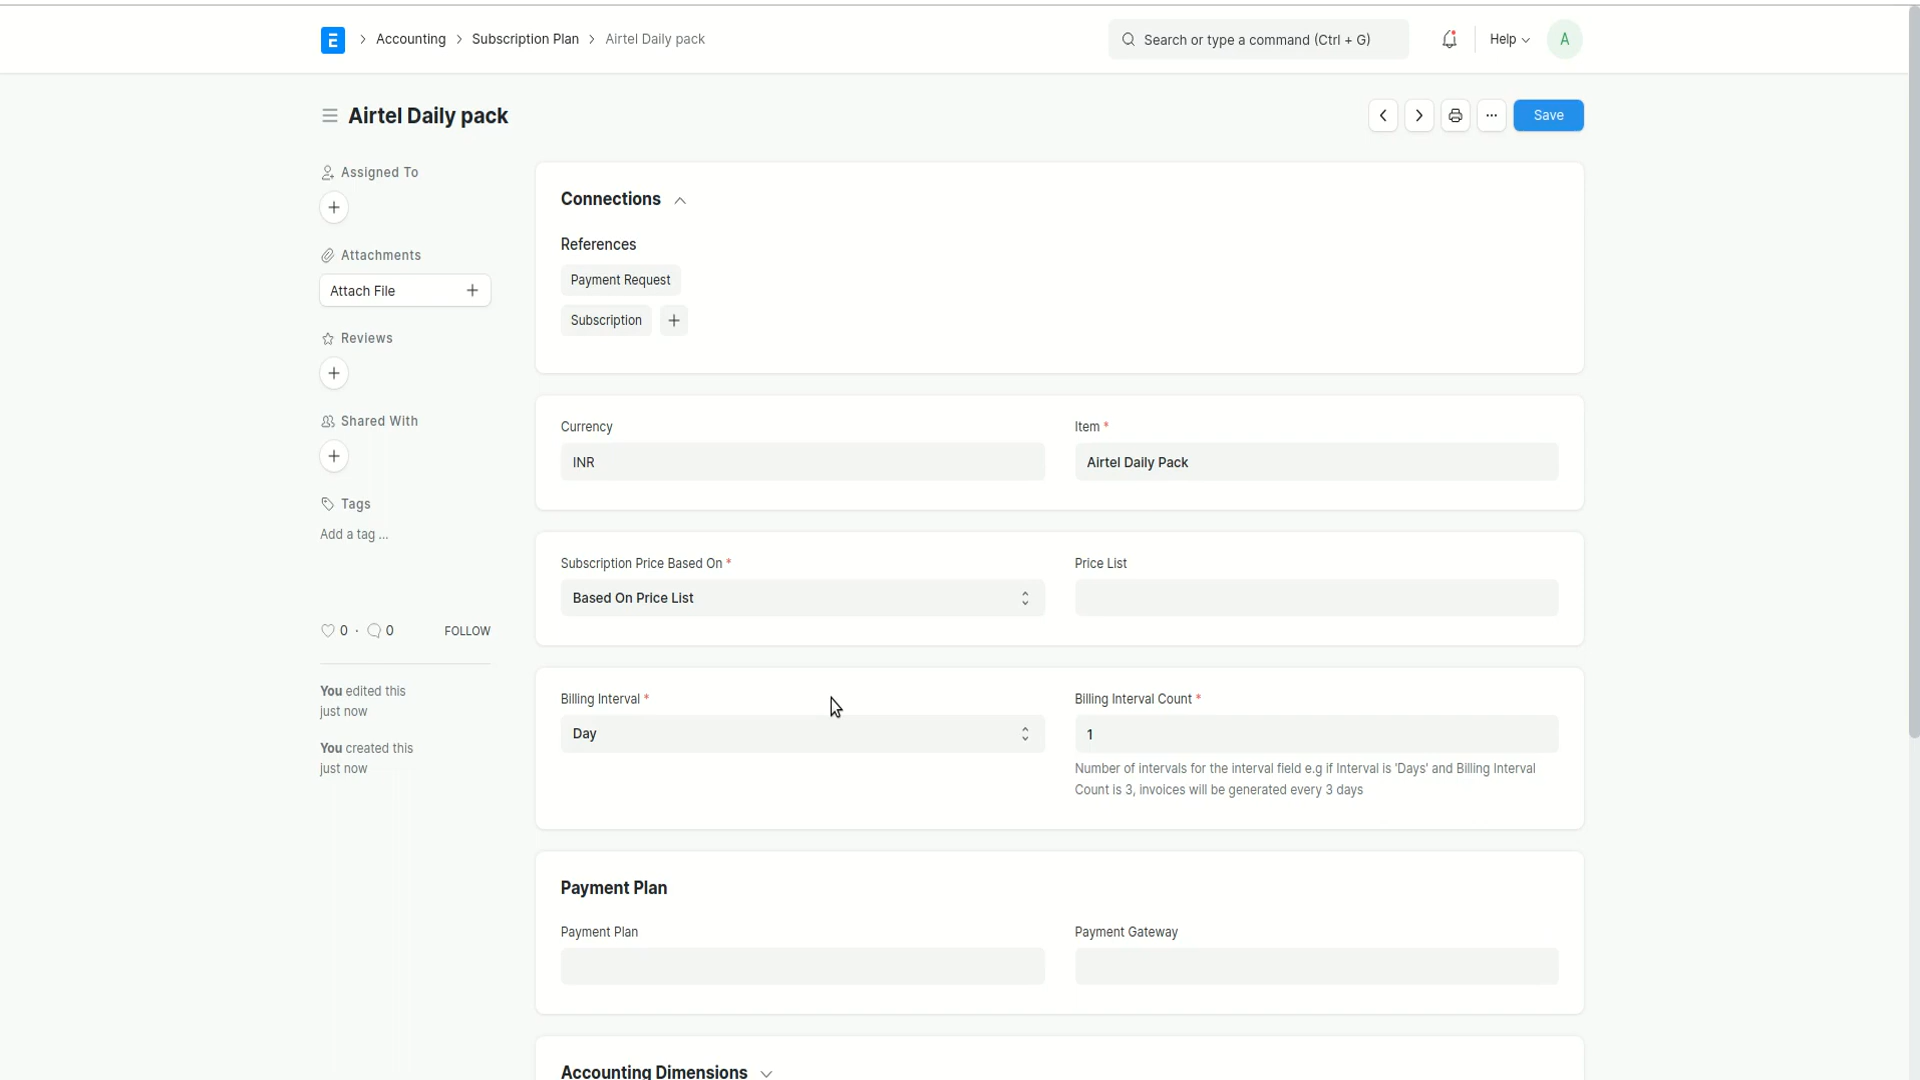 E
Accounting
Subscription Plan
Airtel Daily pack
Search or type a command (Ctrl + G)
Help
A
Airtel Daily pack
Save
Assigned To
Attachments
Attach File
Reviews
Shared With
Tags
Add a tag ...
0 · 0
FOLLOW
You edited this
just now
You created this
just now
Connections
References
Payment Request
Subscription
Currency
INR
Item *
Airtel Daily Pack
Subscription Price Based On *
Based On Price List
Price List
Billing Interval *
Day
Billing Interval Count *
1
Number of intervals for the interval field e.g if Interval is 'Days' and Billing Interval
Count is 3, invoices will be generated every 3 days
Payment Plan
Payment Plan
Payment Gateway
Accounting Dimensions